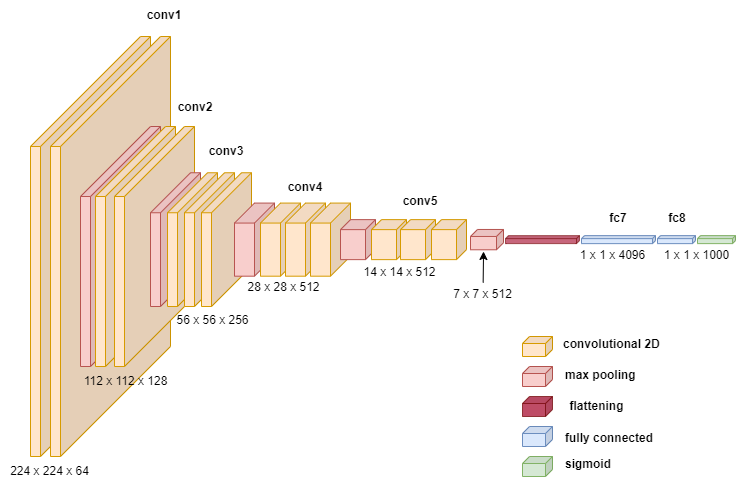 conv1
conv2
conv3
conv4
conv5
fc7
fc8
224 x 224 x 64
112 x 112 x 128
56 x 56 x 256
28 x 28 x 512
14 x 14 x 512
7 x 7 x 512
1 x 1 x 4096
1 x 1 x 1000
convolutional 2D
max pooling
flattening
fully connected
sigmoid